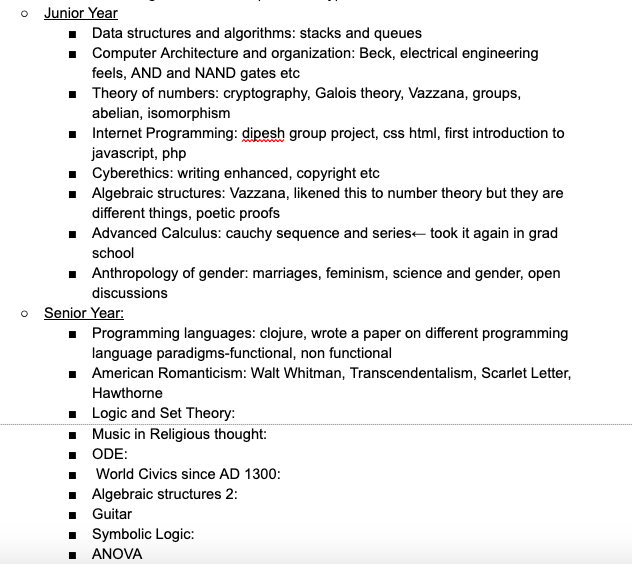 Junior Year
Data structures and algorithms: stacks and queues
Computer Architecture and organization: Beck, electrical engineering
feels, AND and NAND gates etc
Theory of numbers: cryptography, Galois theory, Vazzana, groups,
abelian, isomorphism
Internet Programming: dipesh group project, css html, first introduction to
javascript, php
Cyberethics: writing enhanced, copyright etc
Algebraic structures: Vazzana, likened this to number theory but they are
different things, poetic proofs
Advanced Calculus: cauchy sequence and series← took it again in grad
school
Anthropology of gender: marriages, feminism, science and gender, open
discussions
Senior Year:
Programming languages: clojure, wrote a paper on different programming
language paradigms-functional, non functional
American Romanticism: Walt Whitman, Transcendentalism, Scarlet Letter,
Hawthorne
Logic and Set Theory:
Music in Religious thought:
ODE:
World Civics since AD 1300:
Algebraic structures 2:
Guitar
Symbolic Logic:
ANOVA